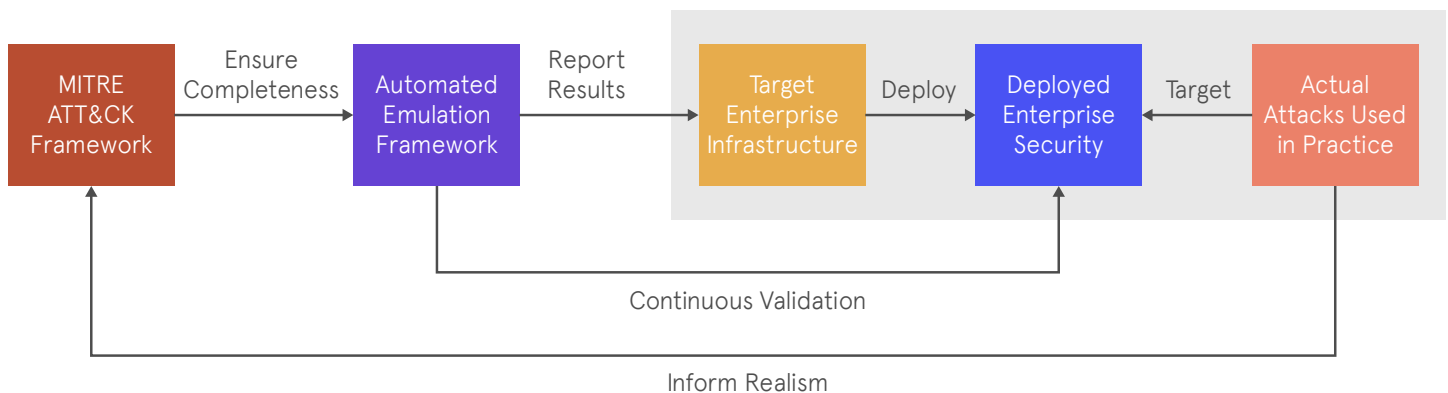 MITRE
ATT&CK
Framework
Ensure
Completeness
Automated
Emulation
Framework
Report
Results
Target
Enterprise
Infrastructure
Deploy
Deployed
Enterprise
Security
Target
Actual
Attacks Used
in Practice
Continuous Validation
Inform Realism